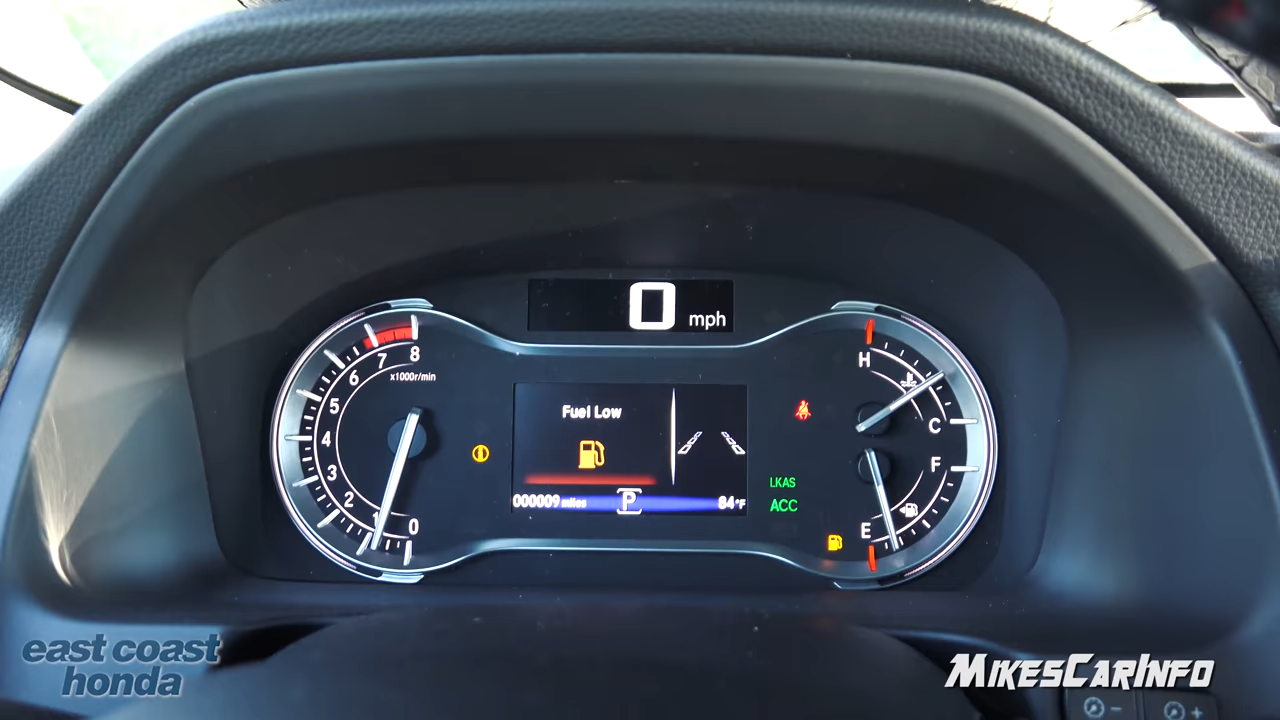 0 mph
8
7
6
5
4
3
2
1
0
x1000r/min
Fuel Low
000009 miles
P
84°F
LKAS
ACC
H
C
F
E
east coast
honda
MikesCarInfo